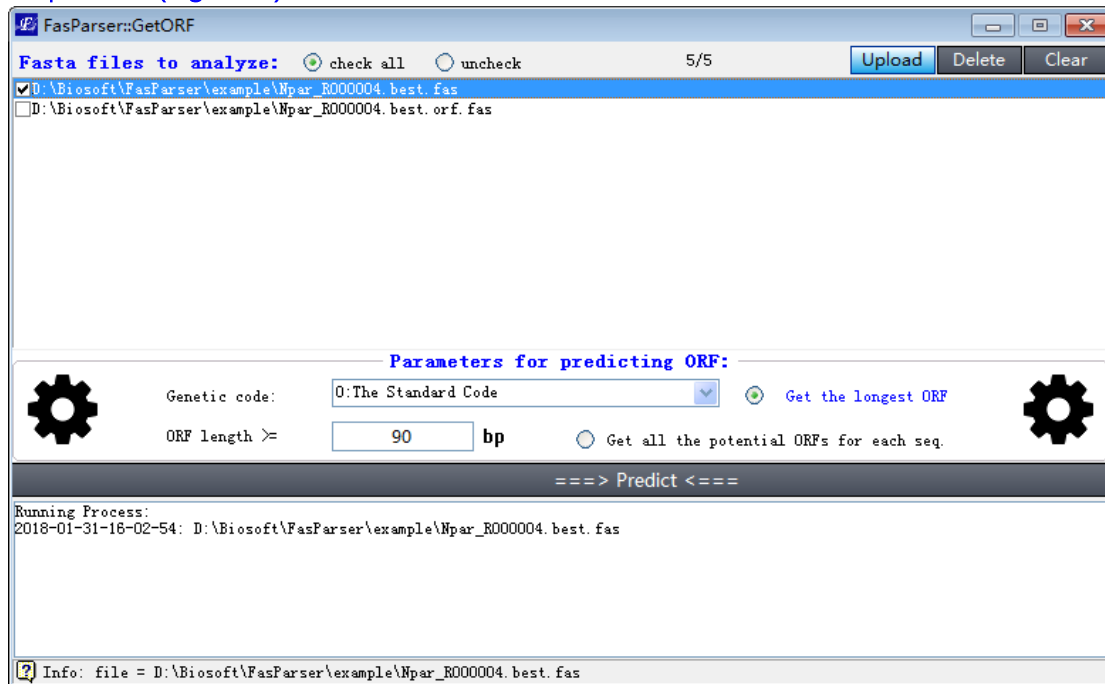 FasParser::GetORF
Fasta files to analyze: check all uncheck 5/5 Upload Delete Clear
D:\Biosoft\FasParser\example\Npar_R000004.best.fas
D:\Biosoft\FasParser\example\Npar_R000004.best.orf.fas
Parameters for predicting ORF:
Genetic code: 0:The Standard Code Get the longest ORF
ORF length >= 90 bp Get all the potential ORFs for each seq.
===> Predict <===
Running Process:
2018-01-31-16-02-54: D:\Biosoft\FasParser\example\Npar_R000004.best.fas
Info: file = D:\Biosoft\FasParser\example\Npar_R000004.best.fas